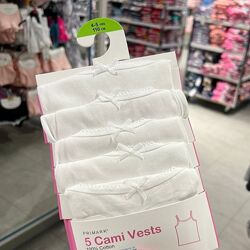 4-5 YRS
110 CM
PRIMARK®
5 Cami Vests
100% Cotton